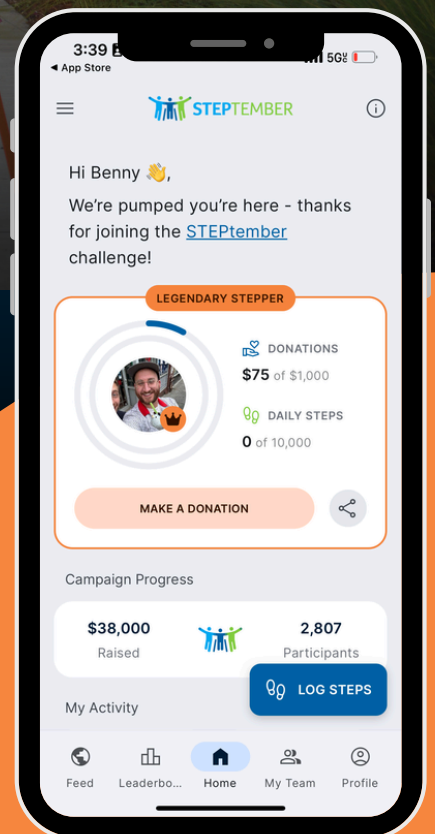 3:39
5G
◀ App Store
STEPTEMBER
Hi Benny 👋,
We're pumped you're here - thanks
for joining the STEPtember
challenge!
LEGENDARY STEPPER
DONATIONS
$75 of $1,000
DAILY STEPS
0 of 10,000
MAKE A DONATION
Campaign Progress
$38,000
Raised
2,807
Participants
LOG STEPS
My Activity
Feed
Leaderbo...
Home
My Team
Profile